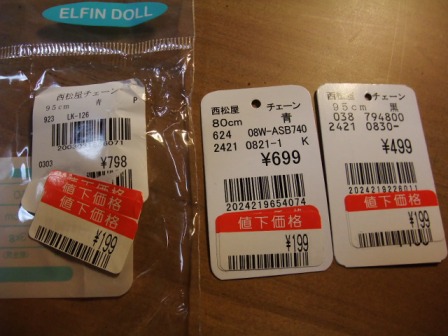 ELFIN DOLL
西松屋チェーン
95cm 青 P
923 LK-126
0303 ¥798
値下価格
値下価格
¥199
西松屋 チェーン
80cm 青
624 08W-ASB740
2421 0821-1 K
¥699
2024219654074
値下価格
¥199
西松屋 チェーン
95cm 黒
038 794800
2421 0830-
¥499
2024219228011
値下価格
¥199